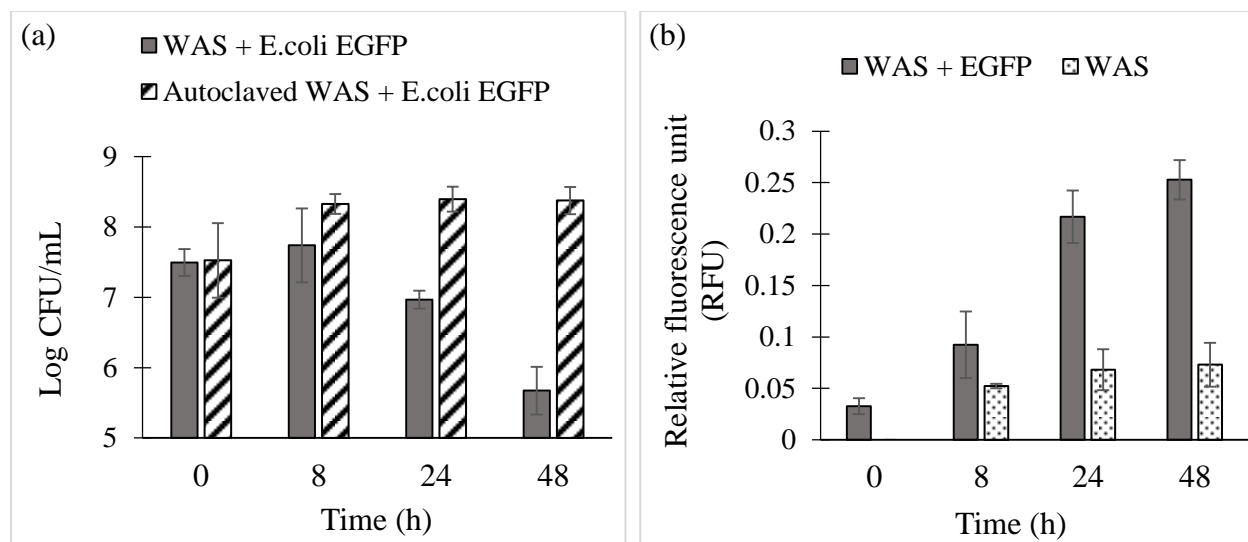 (a)
WAS + E.coli EGFP
Autoclaved WAS + E.coli EGFP
Log CFU/mL
9
8
7
6
5
0 8 24 48
Time (h)
(b)
WAS + EGFP WAS
Relative fluorescence unit
(RFU)
0.3
0.25
0.2
0.15
0.1
0.05
0
0 8 24 48
Time (h)